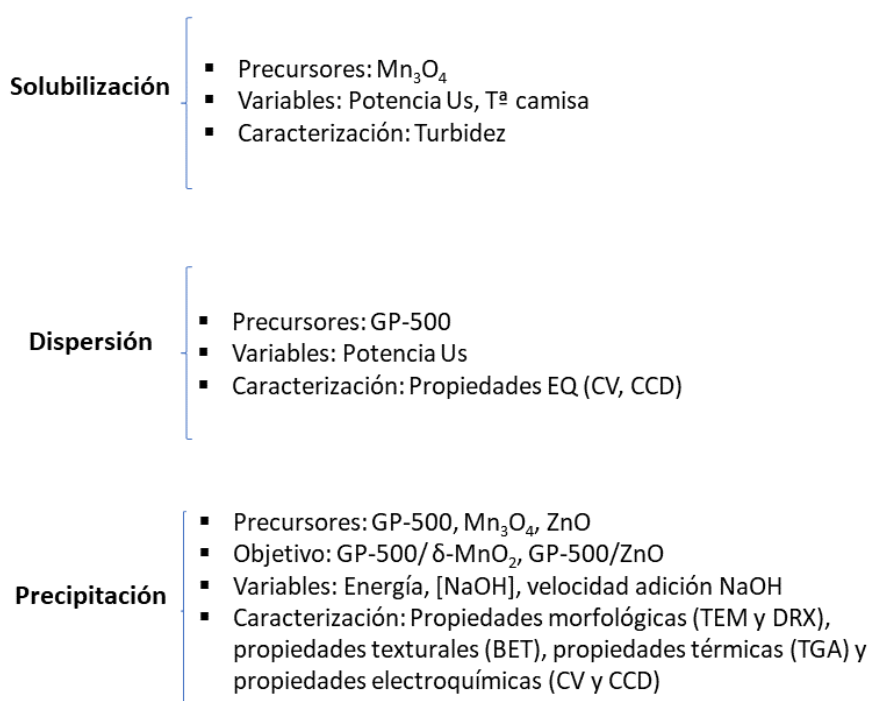 Solubilización
▪ Precursores: Mn₃O₄
▪ Variables: Potencia Us, Tª camisa
▪ Caracterización: Turbidez
Dispersión
▪ Precursores: GP-500
▪ Variables: Potencia Us
▪ Caracterización: Propiedades EQ (CV, CCD)
Precipitación
▪ Precursores: GP-500, Mn₃O₄, ZnO
▪ Objetivo: GP-500/ δ-MnO₂, GP-500/ZnO
▪ Variables: Energía, [NaOH], velocidad adición NaOH
▪ Caracterización: Propiedades morfológicas (TEM y DRX),
propiedades texturales (BET), propiedades térmicas (TGA) y
propiedades electroquímicas (CV y CCD)